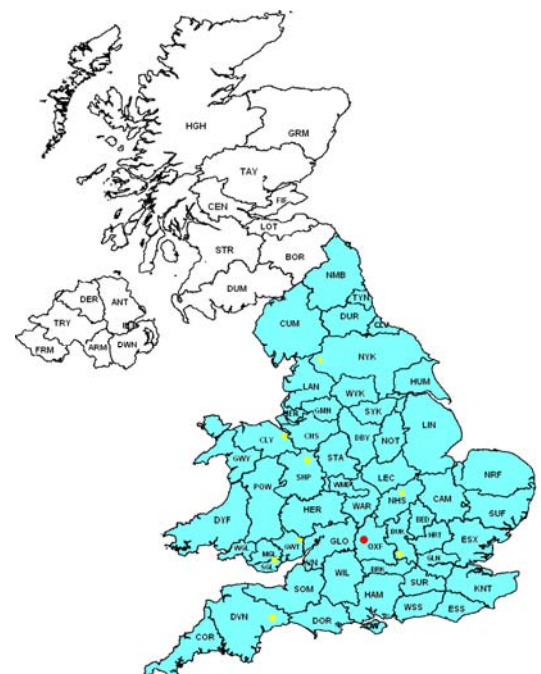 HGH
GRM
TAY
CEN
FIF
LOT
STR
BOR
DUM
NMB
TYN
DER
ANT
TRY
FRM
ARM
DWN
CUM
DUR
CLV
NYK
LAN
WYK
HUM
GMN
SYK
LIN
CLY
CHS
DBY
NOT
GWY
SHP
STA
POW
LEC
NRF
WMD
NHS
CAM
HER
WAR
SUF
DYF
BED
BUK
WGL
MGL
GWT
GLO
OXF
HRT
ESX
SGL
GLN
WIL
BRK
SOM
HAM
SUR
KNT
DVN
DOR
WSS
ESS
COR